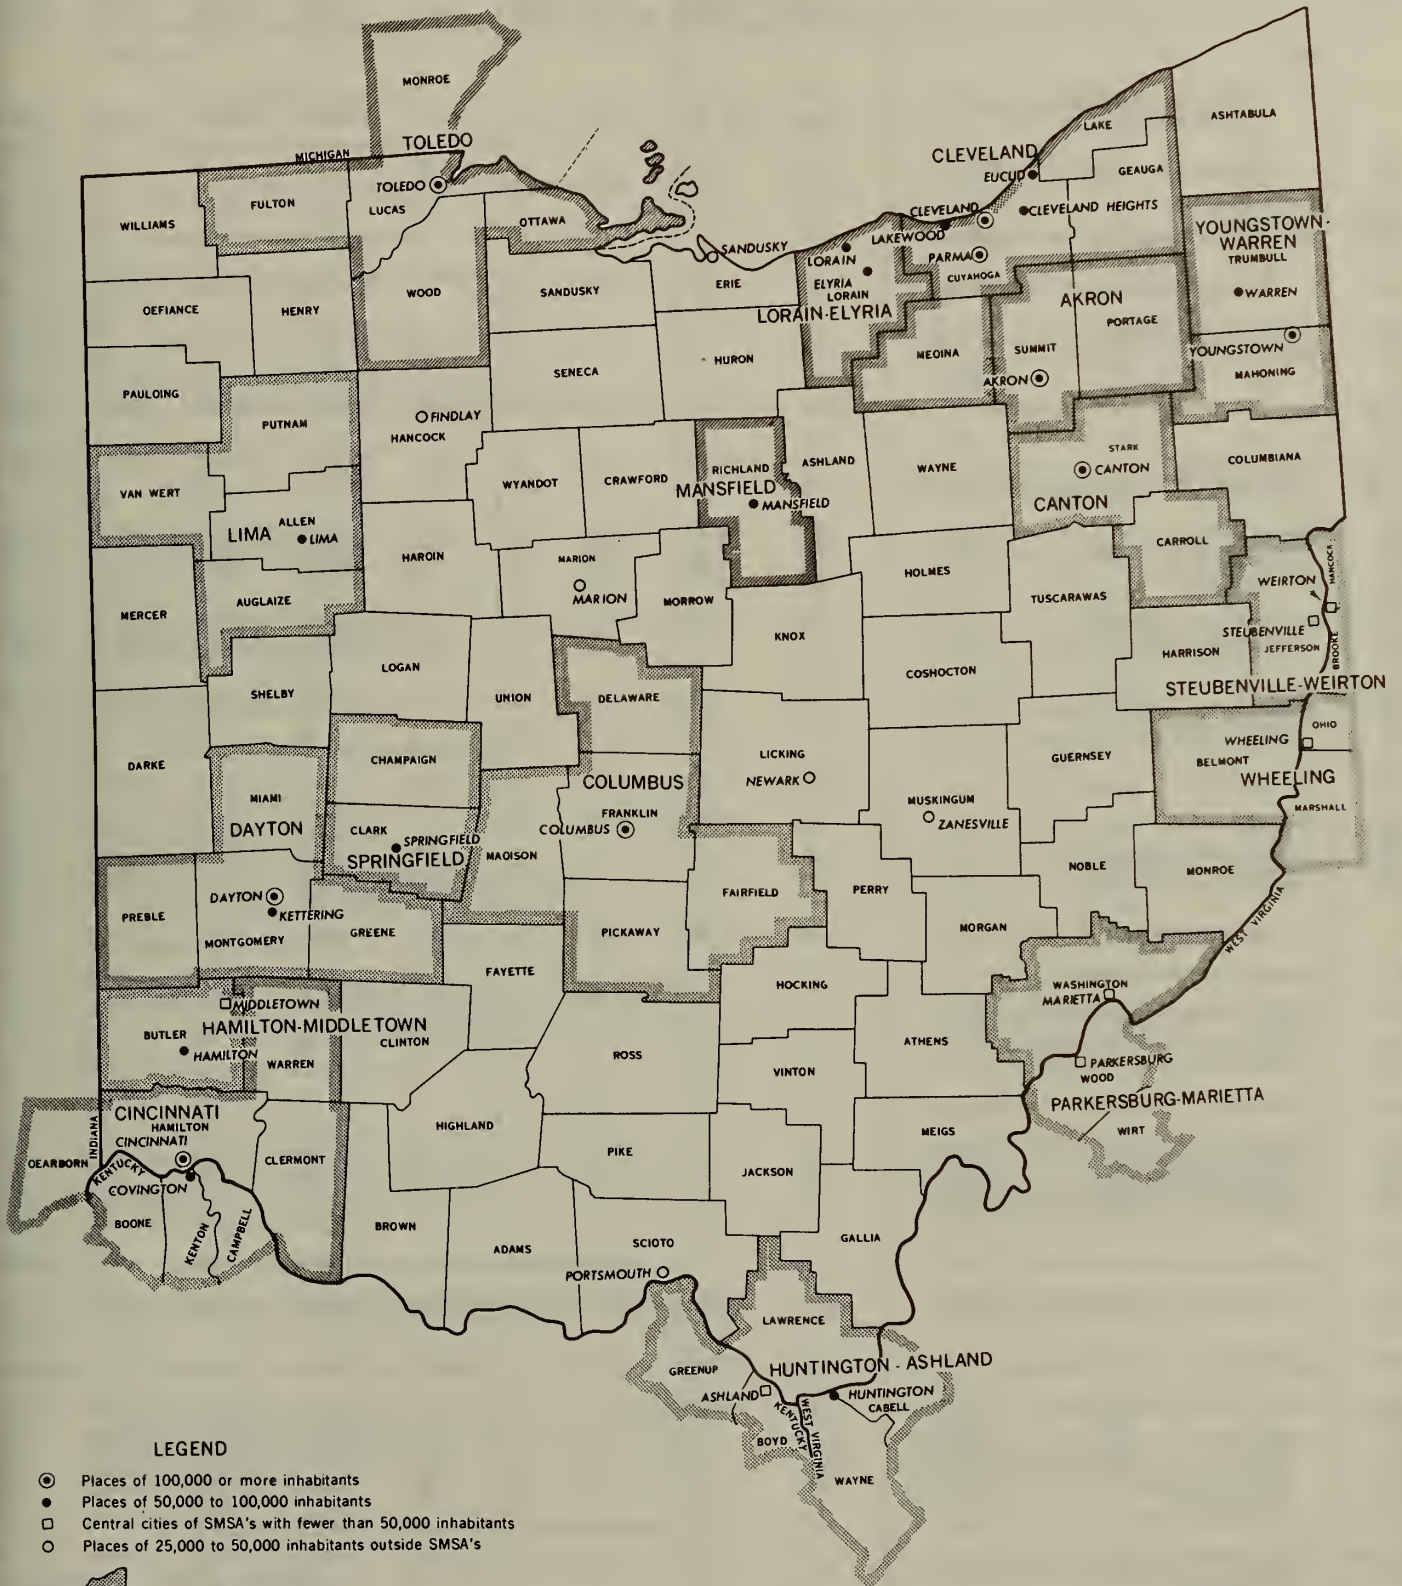 MONROE
MICHIGAN
TOLEDO
TOLEDO
LUCAS
FULTON
WILLIAMS
OTTAWA
CLEVELAND
EUCUD
LAKE
ASHTABULA
GEAUGA
CLEVELAND
CLEVELAND HEIGHTS
LAKEWOOD
PARMA
CUYAHOGA
YOUNGSTOWN-
WARREN
TRUMBULL
WARREN
SANDUSKY
LORAIN
ELYRIA
LORAIN
LORAIN-ELYRIA
OEFIANCE
HENRY
WOOD
SANDUSKY
ERIE
AKRON
PORTAGE
SUMMIT
AKRON
MEOINA
YOUNGSTOWN
MAHONING
PAULOING
PUTNAM
FINDLAY
HANCOCK
SENECA
HURON
VAN WERT
LIMA
ALLEN
LIMA
WYANDOT
CRAWFORD
RICHLAND
MANSFIELD
MANSFIELD
ASHLAND
WAYNE
STARK
CANTON
CANTON
COLUMBIANA
MERCER
AUGLAIZE
HAROIN
MARION
MARION
MORROW
HOLMES
TUSCARAWAS
CARROLL
WEIRTON
HANCOCK
STEUBENVILLE
JEFFERSON
BROOKE
STEUBENVILLE-WEIRTON
SHELBY
LOGAN
UNION
DELAWARE
KNOX
COSHOCTON
HARRISON
DARKE
CHAMPAIGN
COLUMBUS
FRANKLIN
COLUMBUS
LICKING
NEWARK
MUSKINGUM
ZANESVILLE
GUERNSEY
OHIO
WHEELING
BELMONT
WHEELING
MARSHALL
MIAMI
DAYTON
CLARK
SPRINGFIELD
SPRINGFIELD
MAOISON
FAIRFIELD
PERRY
NOBLE
MONROE
PREBLE
DAYTON
KETTERING
MONTGOMERY
GREENE
PICKAWAY
MORGAN
WEST VIRGINIA
FAYETTE
HOCKING
WASHINGTON
MARIETTA
MIDDLETOWN
HAMILTON-MIDDLETOWN
BUTLER
HAMILTON
WARREN
CLINTON
ROSS
VINTON
ATHENS
PARKERSBURG
WOOD
PARKERSBURG-MARIETTA
WIRT
CINCINNATI
HAMILTON
CINCINNATI
INDIANA
OEARBORN
KENTUCKY
COVINGTON
CLERMONT
HIGHLAND
PIKE
JACKSON
MEIGS
BOONE
KENTON
CAMPBELL
BROWN
ADAMS
SCIOTO
PORTSMOUTH
GALLIA
LAWRENCE
GREENUP
HUNTINGTON - ASHLAND
ASHLAND
HUNTINGTON
CABELL
KENTUCKY
WEST VIRGINIA
BOYD
WAYNE
LEGEND
Places of 100,000 or more inhabitants
Places of 50,000 to 100,000 inhabitants
Central cities of SMSA's with fewer than 50,000 inhabitants
Places of 25,000 to 50,000 inhabitants outside SMSA's